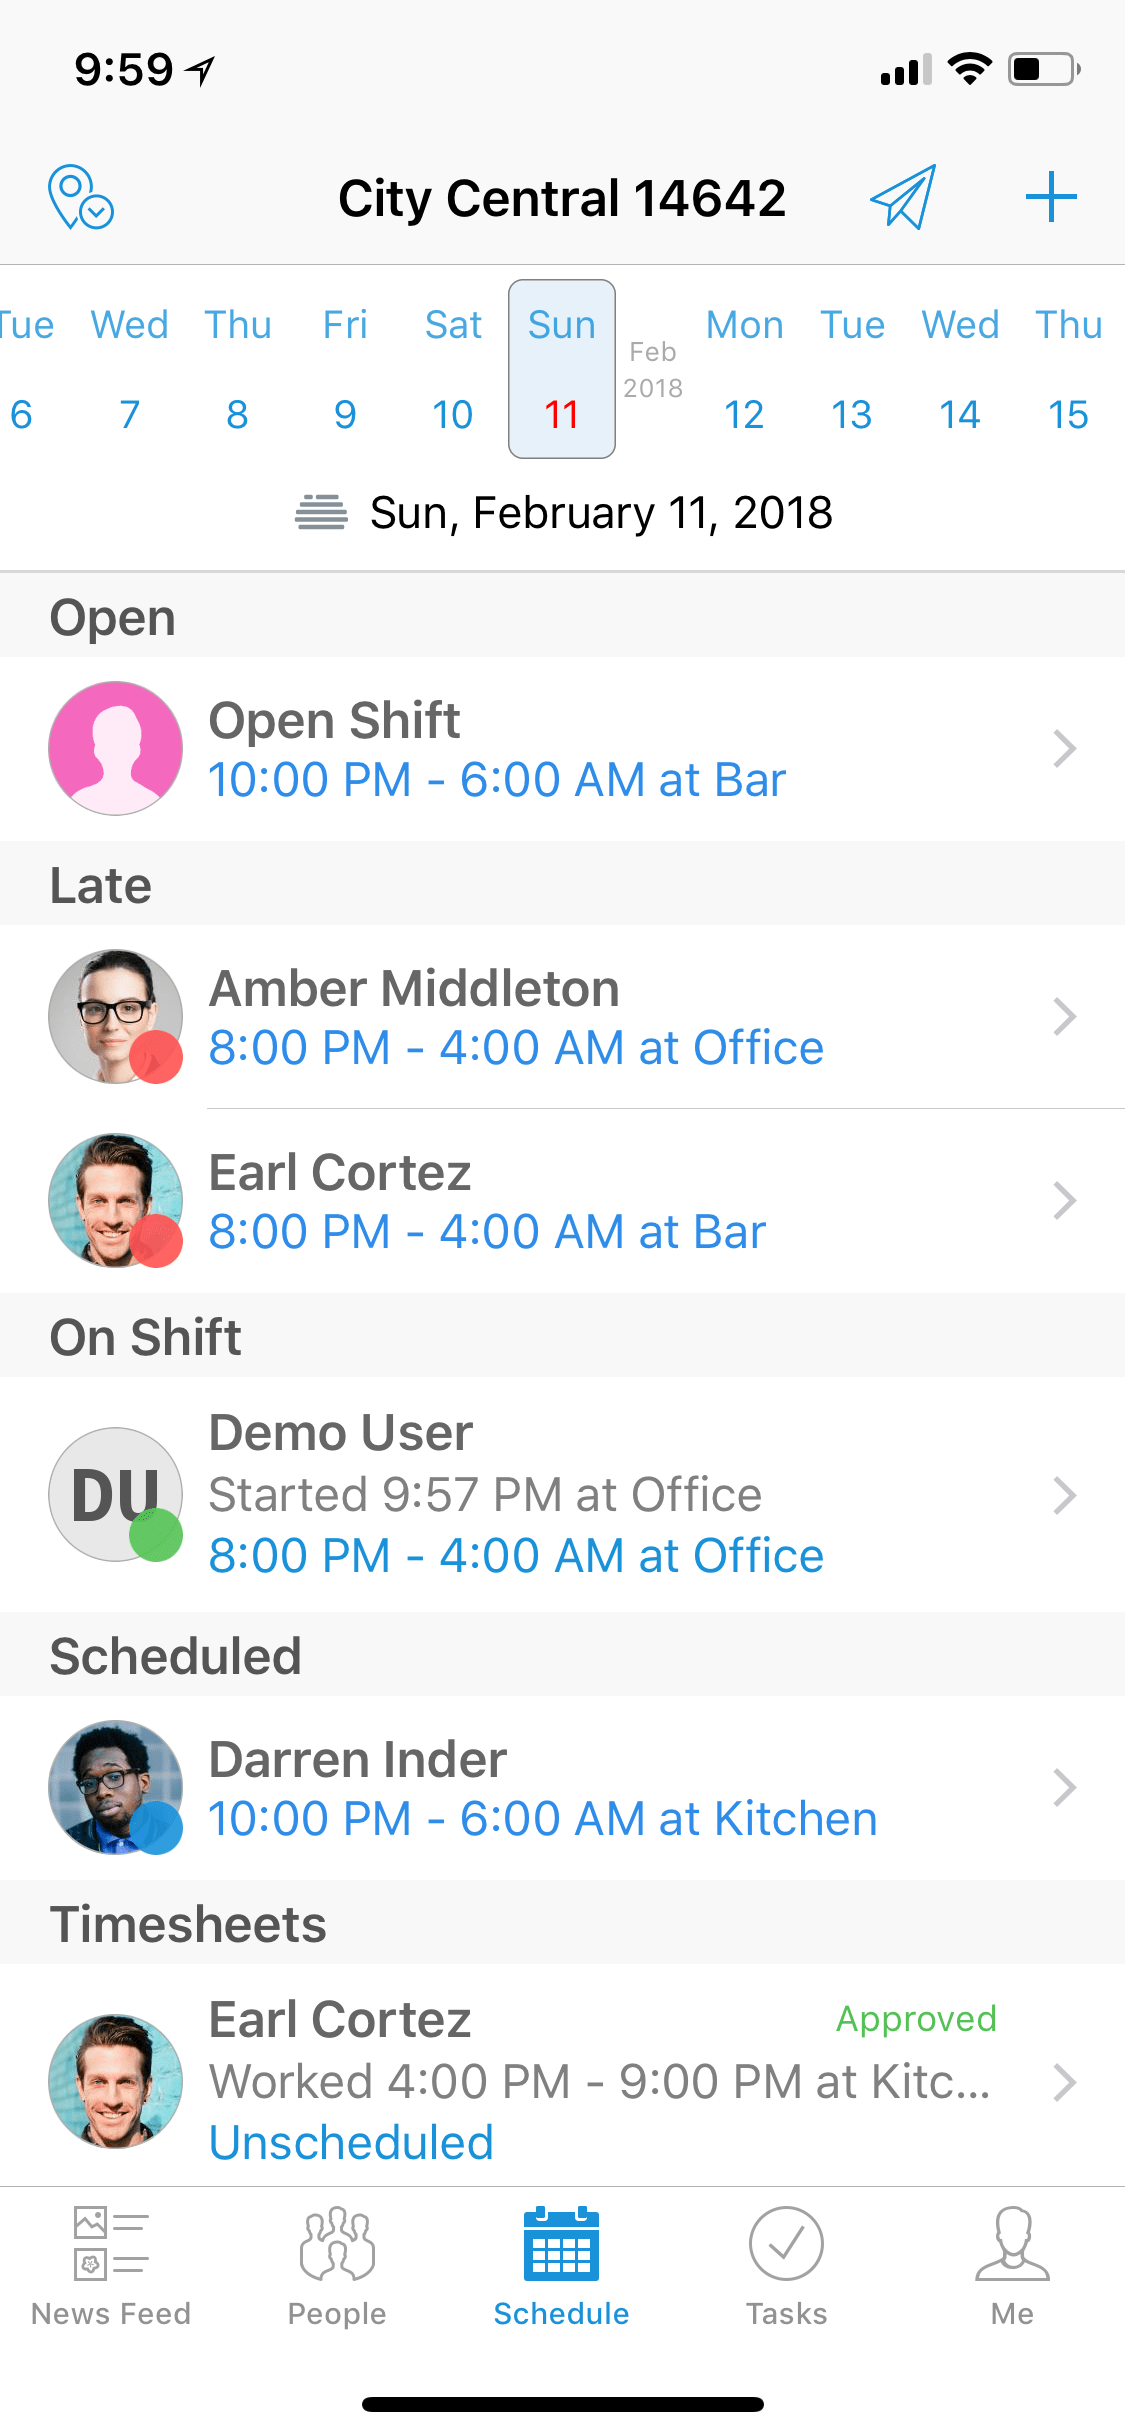 9:59
City Central 14642
Tue Wed Thu Fri Sat Sun Mon Tue Wed Thu
Feb
2018
6 7 8 9 10 11 12 13 14 15
Sun, February 11, 2018
Open
Open Shift
10:00 PM - 6:00 AM at Bar
Late
Amber Middleton
8:00 PM - 4:00 AM at Office
Earl Cortez
8:00 PM - 4:00 AM at Bar
On Shift
DU
Demo User
Started 9:57 PM at Office
8:00 PM - 4:00 AM at Office
Scheduled
Darren Inder
10:00 PM - 6:00 AM at Kitchen
Timesheets
Earl Cortez
Approved
Worked 4:00 PM - 9:00 PM at Kitc...
Unscheduled
News Feed People Schedule Tasks Me